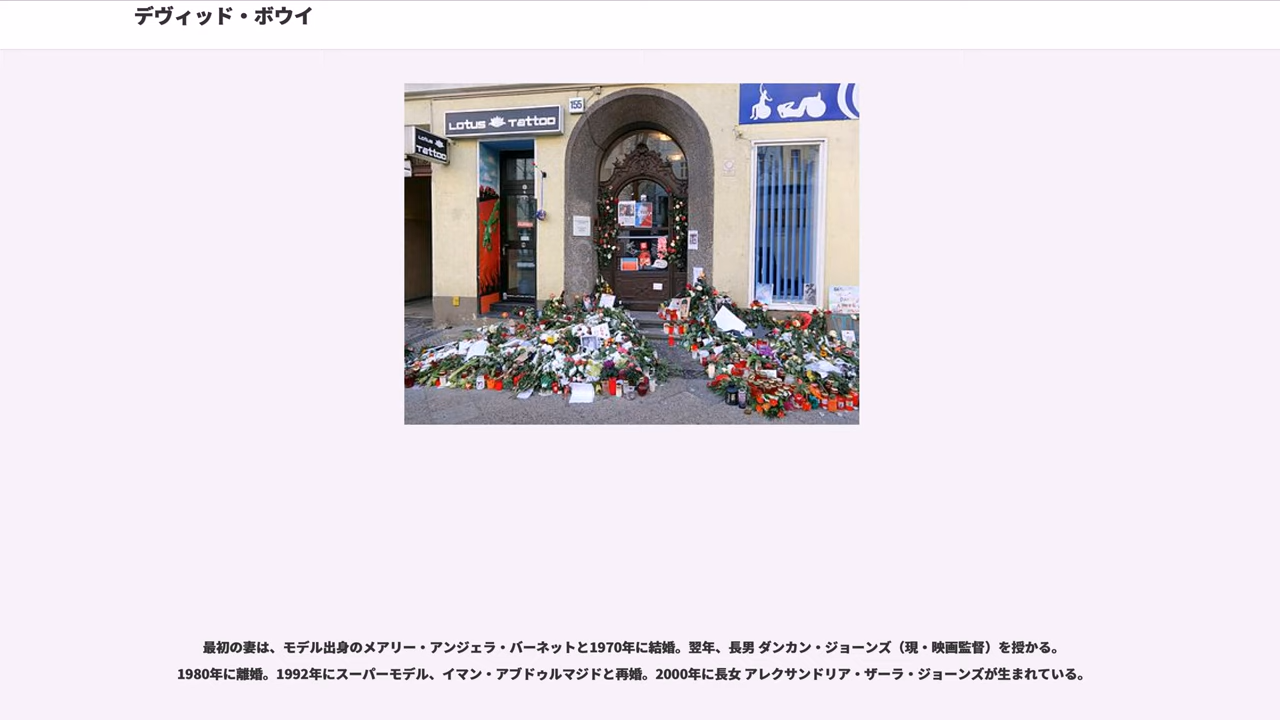 デヴィッド・ボウイ
155
Lotus Tattoo
Lotus
Tattoo
最初の妻は、モデル出身のメアリー・アンジェラ・バーネットと1970年に結婚。翌年、長男 ダンカン・ジョーンズ（現・映画監督）を授かる。
1980年に離婚。1992年にスーパーモデル、イマン・アブドゥルマジドと再婚。2000年に長女 アレクサンドリア・ザーラ・ジョーンズが生まれている。